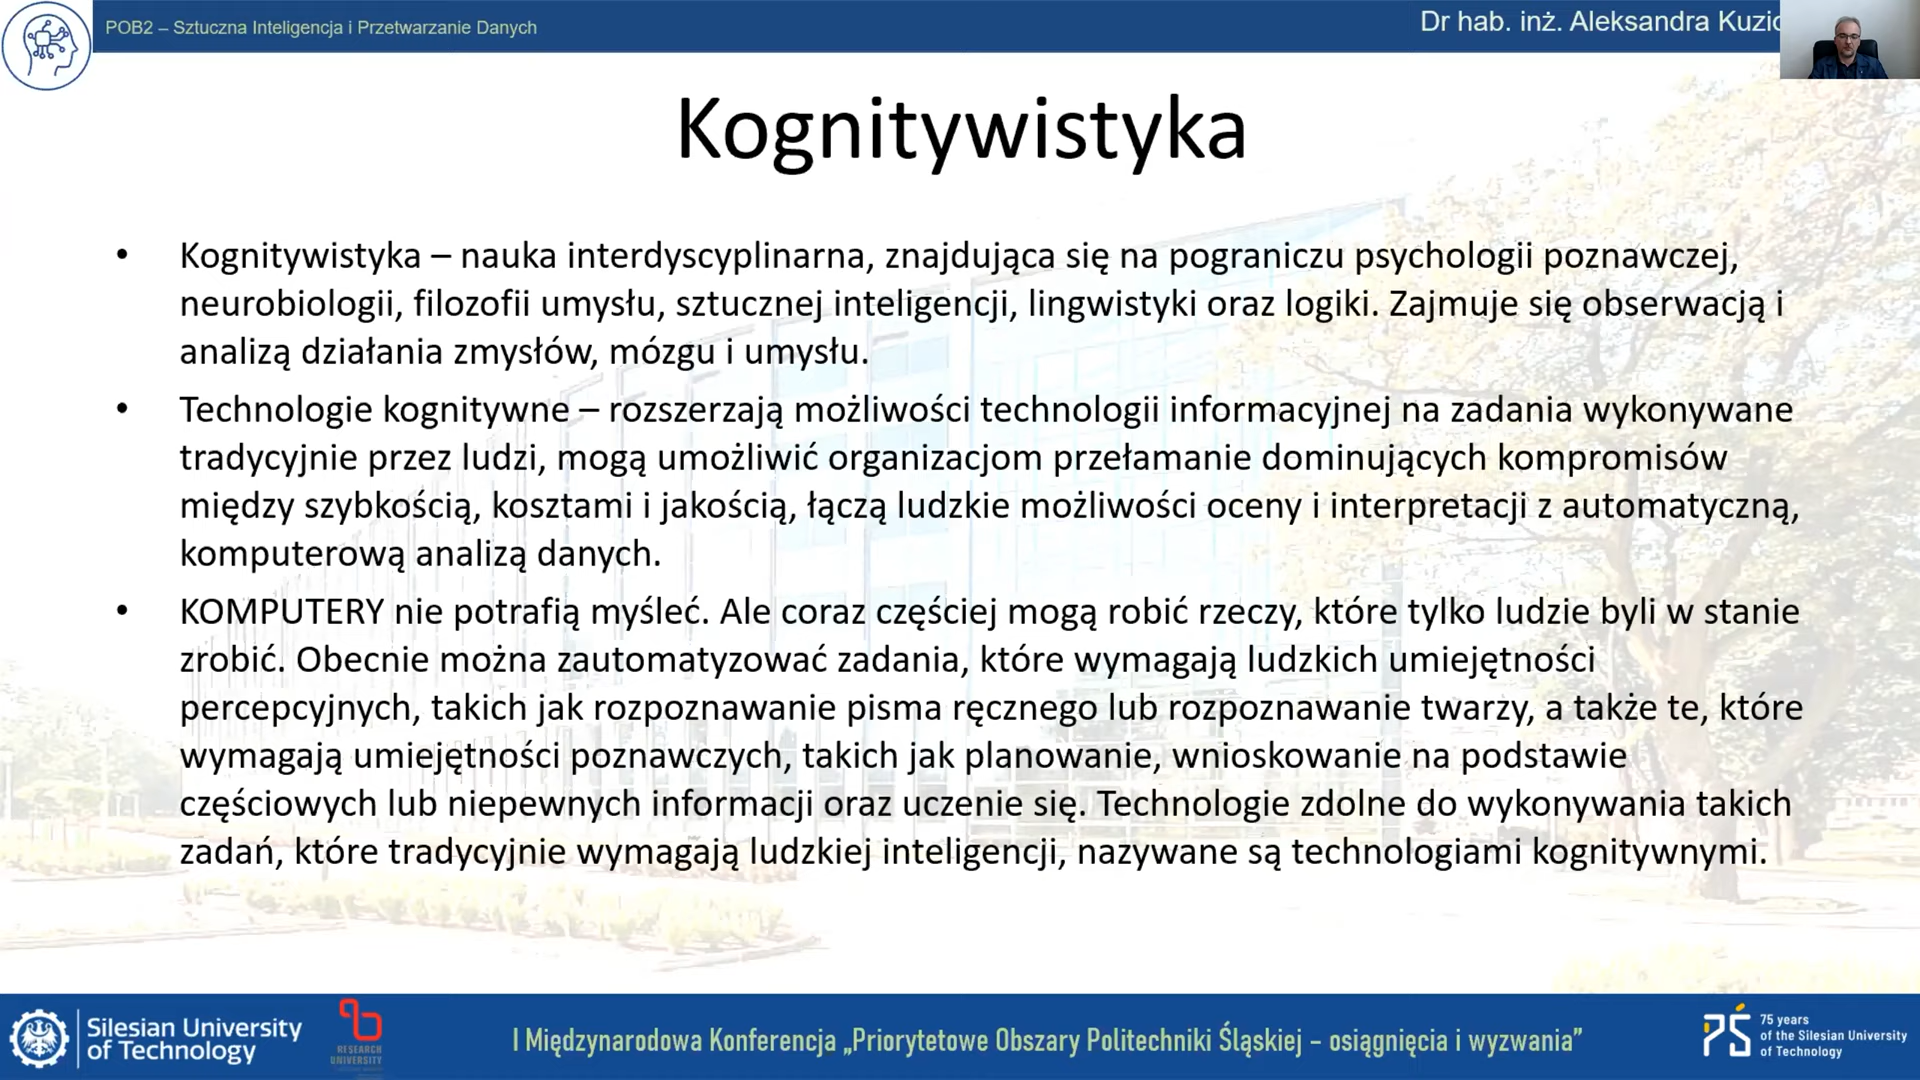 POB2 – Sztuczna Inteligencja i Przetwarzanie Danych
Dr hab. inż. Aleksandra
Kognitywistyka
• Kognitywistyka – nauka interdyscyplinarna, znajdująca się na pograniczu psychologii poznawczej,
neurobiologii, filozofii umysłu, sztucznej inteligencji, lingwistyki oraz logiki. Zajmuje się obserwacją i
analizą działania zmysłów, mózgu i umysłu.
• Technologie kognitywne – rozszerzają możliwości technologii informacyjnej na zadania wykonywane
tradycyjnie przez ludzi, mogą umożliwić organizacjom przełamanie dominujących kompromisów
między szybkością, kosztami i jakością, łączą ludzkie możliwości oceny i interpretacji z automatyczną,
komputerową analizą danych.
• KOMPUTERY nie potrafią myśleć. Ale coraz częściej mogą robić rzeczy, które tylko ludzie byli w stanie
zrobić. Obecnie można zautomatyzować zadania, które wymagają ludzkich umiejętności
percepcyjnych, takich jak rozpoznawanie pisma ręcznego lub rozpoznawanie twarzy, a także te, które
wymagają umiejętności poznawczych, takich jak planowanie, wnioskowanie na podstawie
częściowych lub niepewnych informacji oraz uczenie się. Technologie zdolne do wykonywania takich
zadań, które tradycyjnie wymagają ludzkiej inteligencji, nazywane są technologiami kognitywnymi.
Silesian University
of Technology
RESEARCH
UNIVERSITY
I Międzynarodowa Konferencja „Priorytetowe Obszary Politechniki Śląskiej – osiągnięcia i wyzwania”
PŚ
75 years
of the Silesian University
of Technology